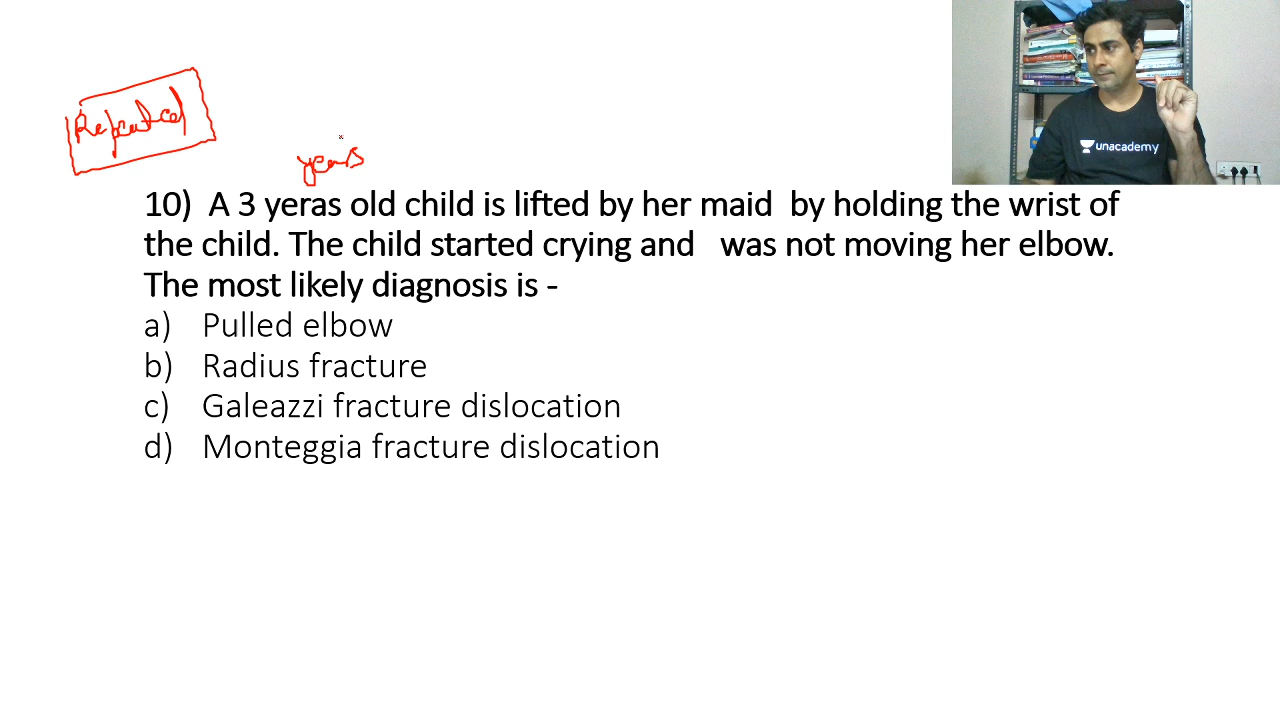 Repeated
years
10) A 3 yeras old child is lifted by her maid by holding the wrist of
the child. The child started crying and was not moving her elbow.
The most likely diagnosis is -
a) Pulled elbow
b) Radius fracture
c) Galeazzi fracture dislocation
d) Monteggia fracture dislocation
unacademy